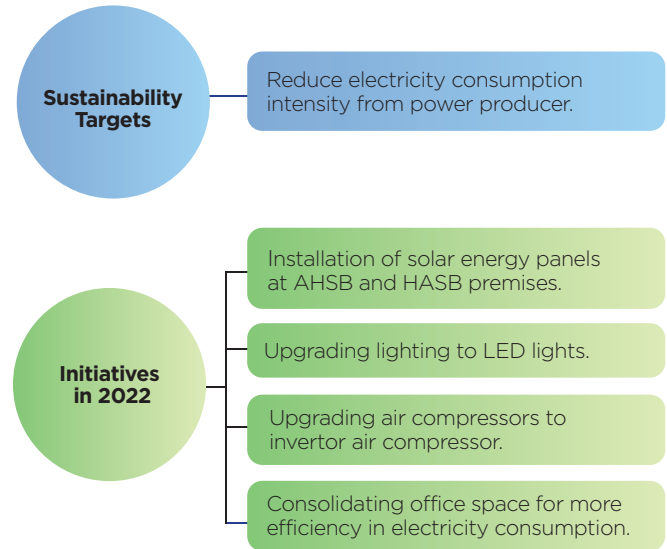 Sustainability
Targets
Reduce electricity consumption
intensity from power producer.
Initiatives
in 2022
Installation of solar energy panels
at AHSB and HASB premises.
Upgrading lighting to LED lights.
Upgrading air compressors to
invertor air compressor.
Consolidating office space for more
efficiency in electricity consumption.